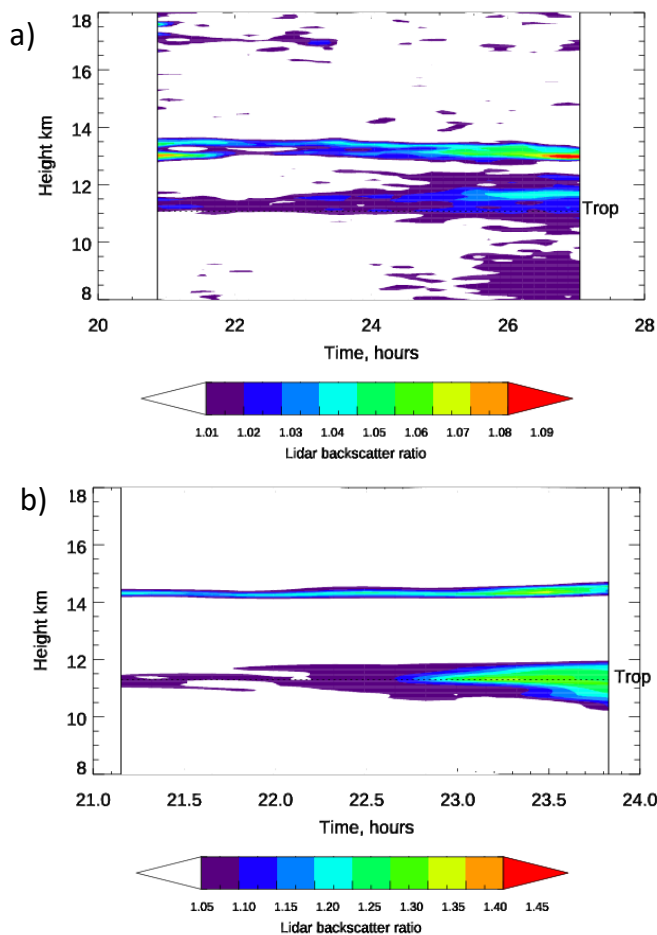 a)
18
16
14
12
10
8
Height km
Trop
20 22 24 26 28
Time, hours
1.01 1.02 1.03 1.04 1.05 1.06 1.07 1.08 1.09
Lidar backscatter ratio
b)
18
16
14
12
10
8
Height km
Trop
21.0 21.5 22.0 22.5 23.0 23.5 24.0
Time, hours
1.05 1.10 1.15 1.20 1.25 1.30 1.35 1.40 1.45
Lidar backscatter ratio